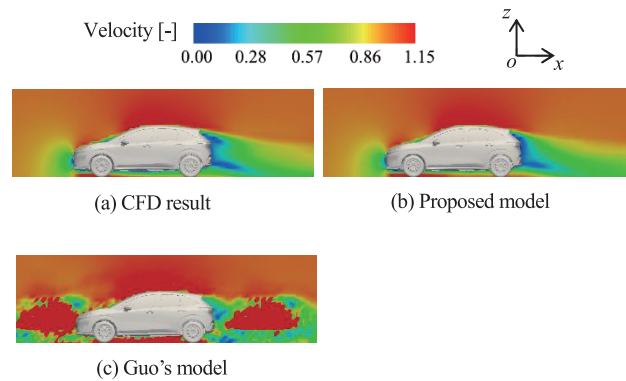 Velocity [-]
0.00 0.28 0.57 0.86 1.15
z
o x
(a) CFD result
(b) Proposed model
(c) Guo's model